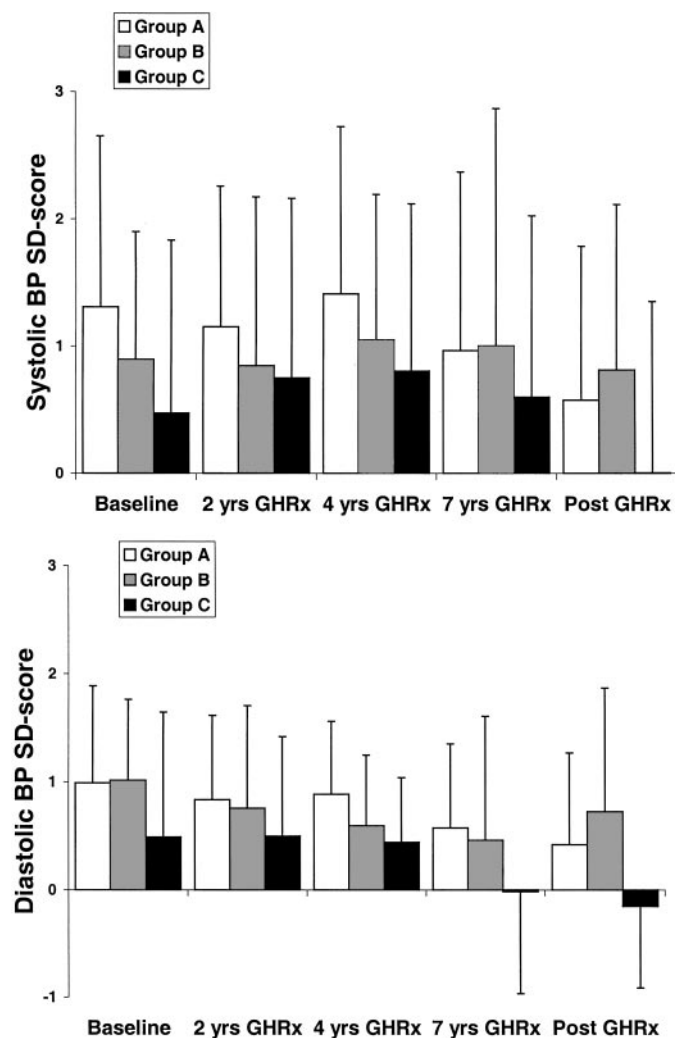 Group A
Group B
Group C
3
2
1
0
Systolic BP SD-score
Baseline 2 yrs GHRx 4 yrs GHRx 7 yrs GHRx Post GHRx
Group A
Group B
Group C
3
2
1
0
-1
Diastolic BP SD-score
Baseline 2 yrs GHRx 4 yrs GHRx 7 yrs GHRx Post GHRx